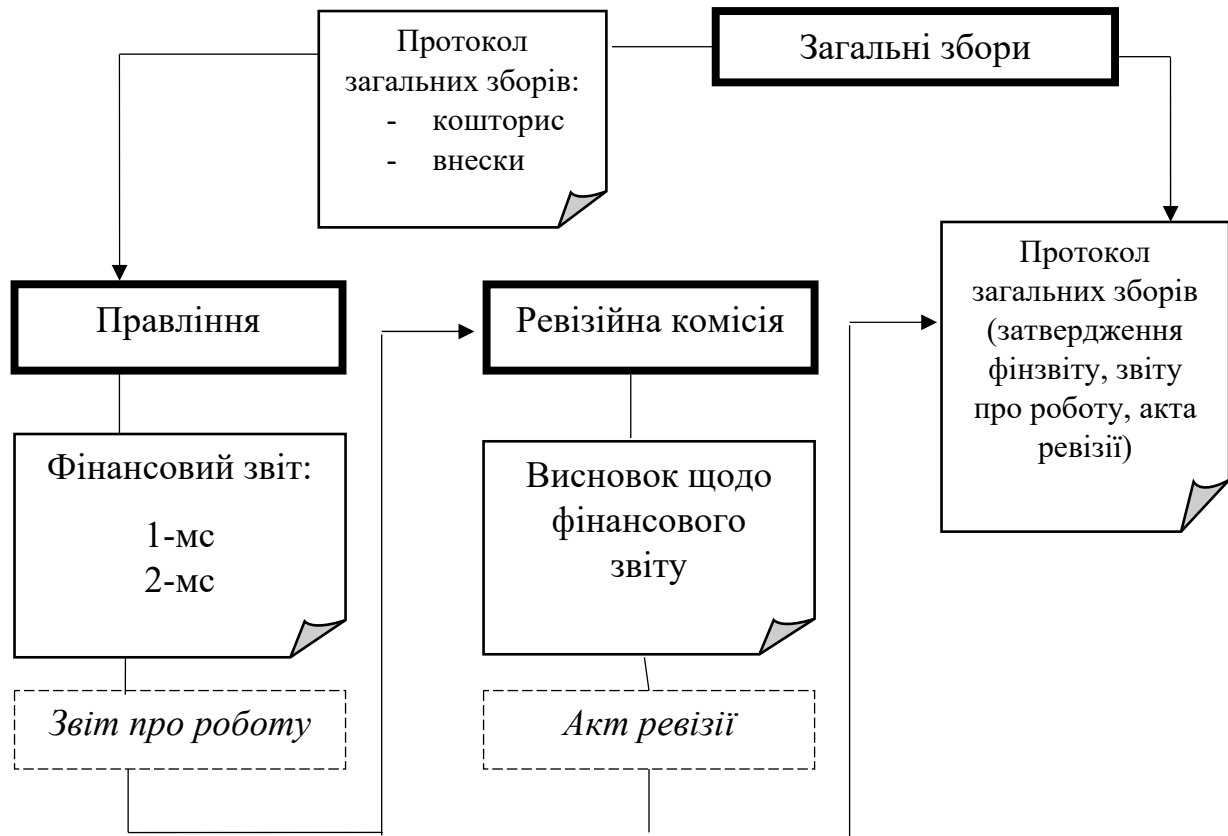 Протокол
загальних зборів:
- кошторис
- внески
Загальні збори
Правління
Ревізійна комісія
Протокол
загальних зборів
(затвердження
фінзвіту, звіту
про роботу, акта
ревізії)
Фінансовий звіт:
1-мс
2-мс
Висновок щодо
фінансового
звіту
Звіт про роботу
Акт ревізії